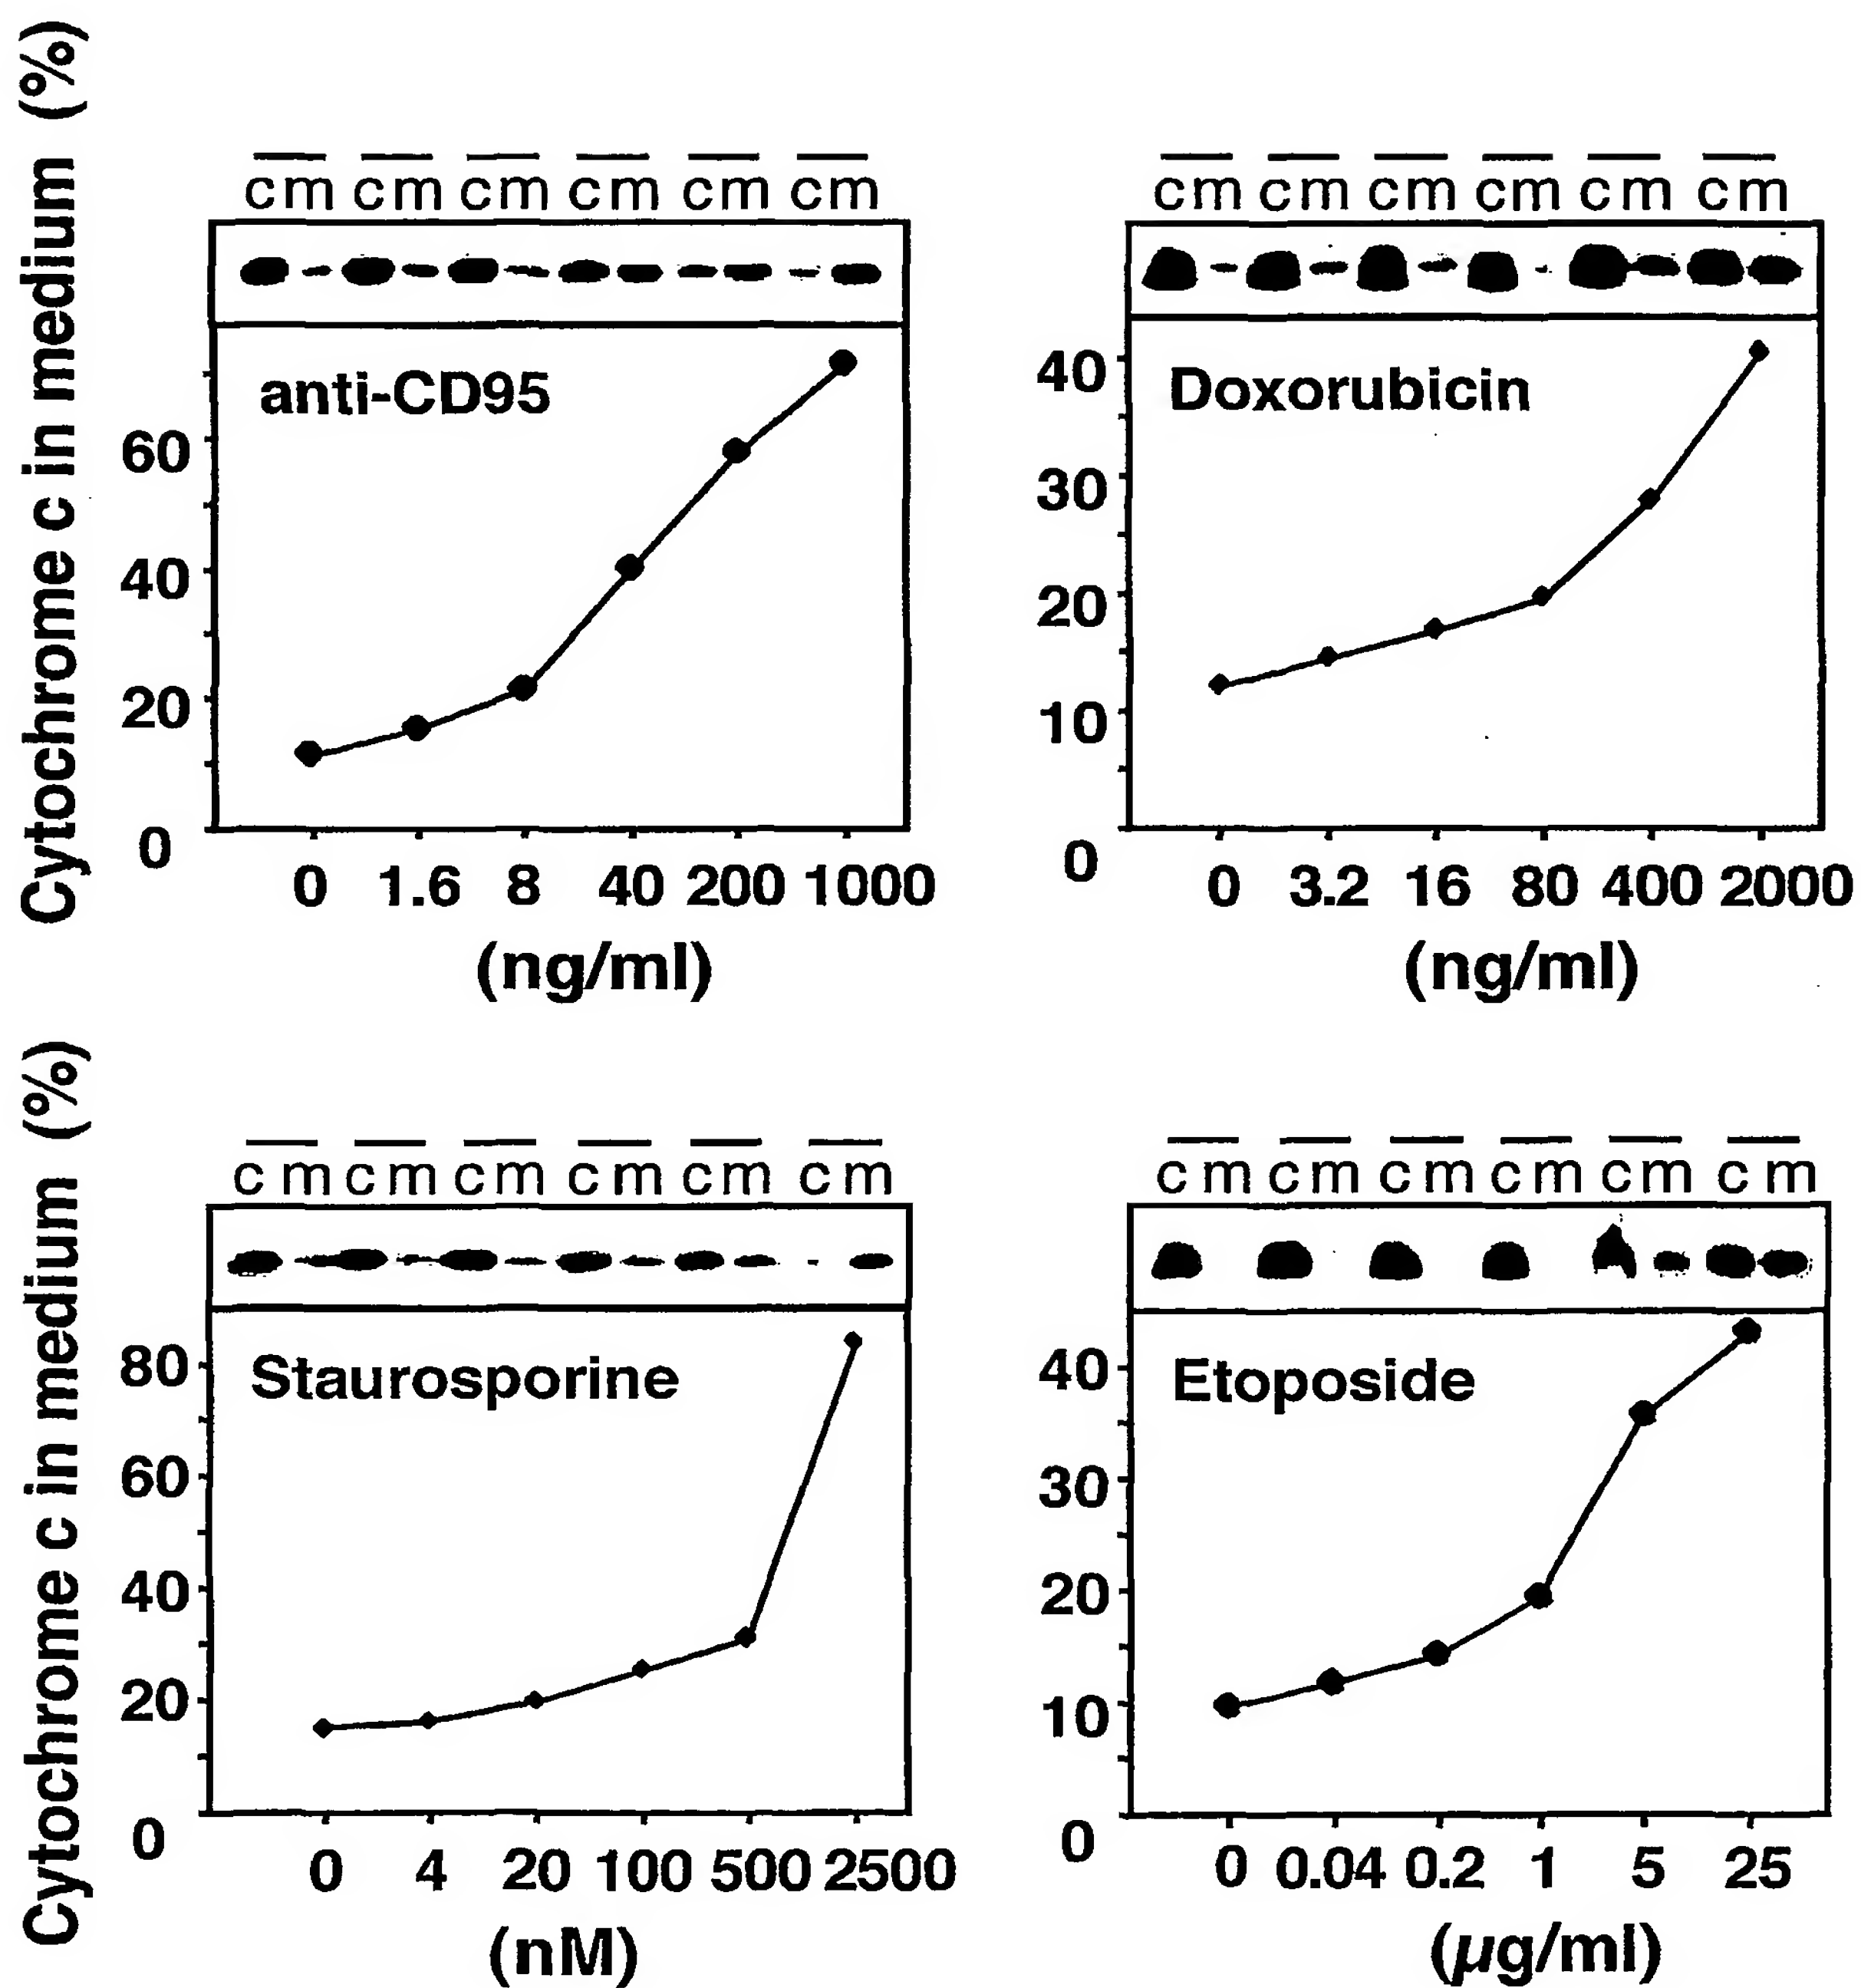 Cytochrome c in medium (%)
c m c m c m c m c m c m
anti-CD95
60
40
20
0
0 1.6 8 40 200 1000
(ng/ml)
c m c m c m c m c m c m
Doxorubicin
40
30
20
10
0
0 3.2 16 80 400 2000
(ng/ml)
Cytochrome c in medium (%)
c m c m c m c m c m c m
Staurosporine
80
60
40
20
0
0 4 20 100 500 2500
(nM)
c m c m c m c m c m c m
Etoposide
40
30
20
10
0
0 0.04 0.2 1 5 25
(µg/ml)